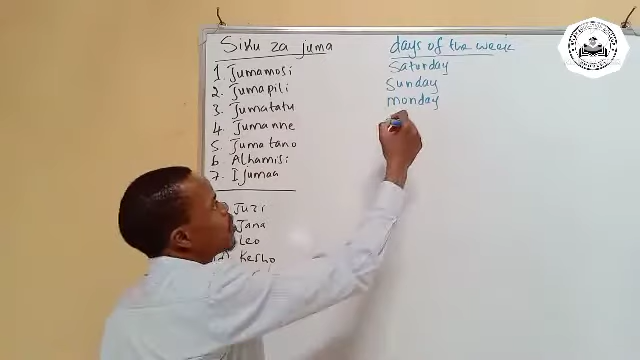 Siku za juma
1. Jumamosi
2. Jumapili
3. Jumatatu
4. Jumanne
5. Jumatano
6. Alhamisi
7. Ijumaa
Juzi
Jana
Leo
Kesho
days of the week
Saturday
Sunday
monday